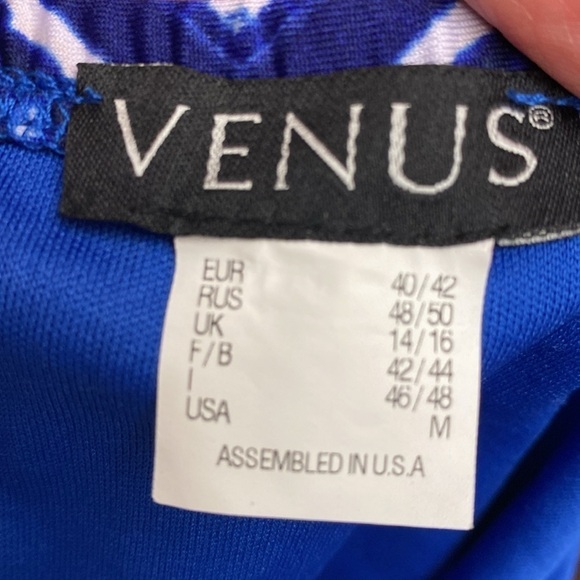 VENUS®
EUR 40/42
RUS 48/50
UK 14/16
F/B 42/44
I 46/48
USA M
ASSEMBLED IN U.S.A